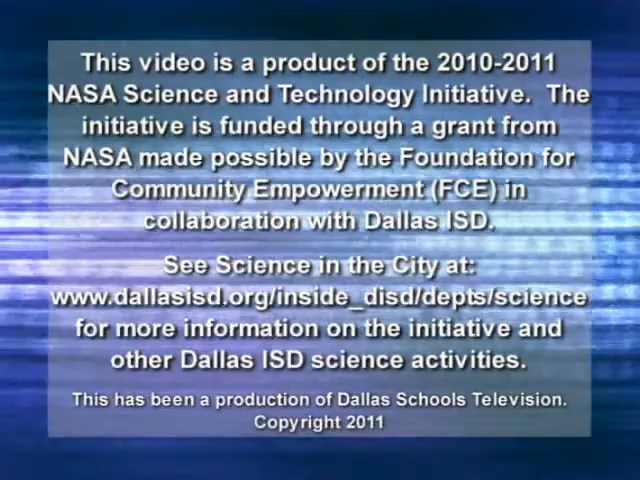 This video is a product of the 2010-2011
NASA Science and Technology Initiative.  The
initiative is funded through a grant from
NASA made possible by the Foundation for
Community Empowerment (FCE) in
collaboration with Dallas ISD.
See Science in the City at:
www.dallasisd.org/inside_disd/depts/science
for more information on the initiative and
other Dallas ISD science activities.
This has been a production of Dallas Schools Television.
Copyright 2011